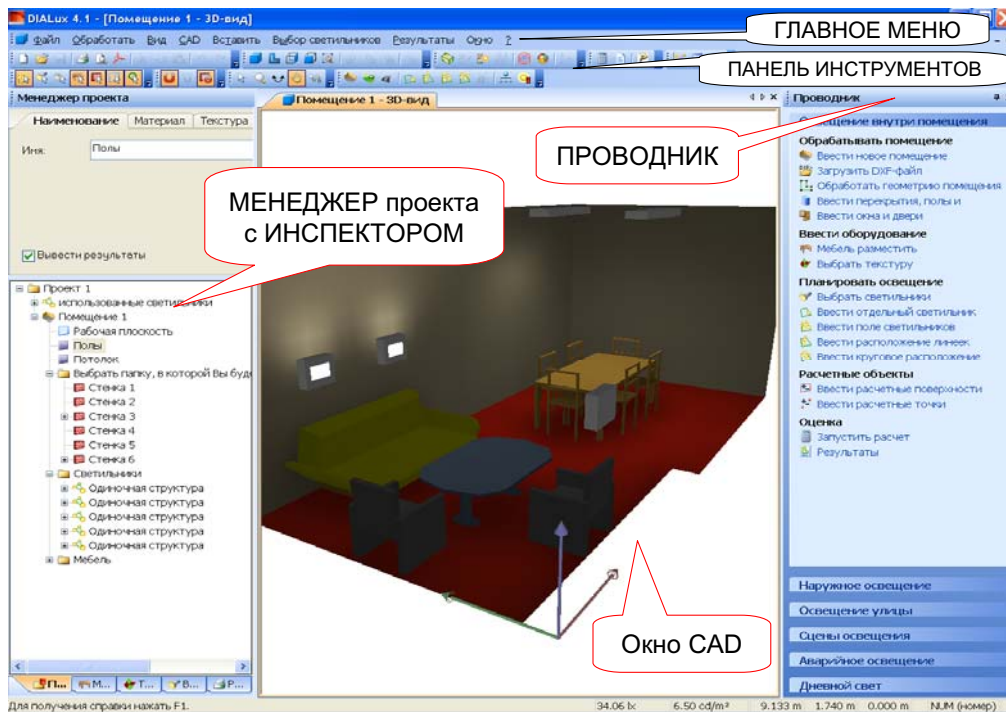 DIALux 4.1 - [Помещение 1 - 3D-вид]
Файл Обработать Вид CAD Вставить Выбор светильников Результаты Окно ?
ГЛАВНОЕ МЕНЮ
ПАНЕЛЬ ИНСТРУМЕНТОВ
Менеджер проекта
Наименование Материал Текстура
Имя: Полы
Вывести результаты
МЕНЕДЖЕР проекта
с ИНСПЕКТОРОМ
Проект 1
использованные светильники
Помещение 1
Рабочая плоскость
Полы
Потолок
Выбрать папку, в которой Вы буде
Стенка 1
Стенка 2
Стенка 3
Стенка 4
Стенка 5
Стенка 6
Светильники
Одиночная структура
Одиночная структура
Одиночная структура
Одиночная структура
Одиночная структура
Мебель
П... М... Т... В... Р...
Помещение 1 - 3D-вид
ПРОВОДНИК
Окно CAD
Проводник
Освещение внутри помещения
Обрабатывать помещение
Ввести новое помещение
Загрузить DXF-файл
Обработать геометрию помещения
Ввести перекрытия, полы и
Ввести окна и двери
Ввести оборудование
Мебель разместить
Выбрать текстуру
Планировать освещение
Выбрать светильники
Ввести отдельный светильник
Ввести поле светильников
Ввести расположение линеек
Ввести круговое расположение
Расчетные объекты
Ввести расчетные поверхности
Ввести расчетные точки
Оценка
Запустить расчет
Результаты
Наружное освещение
Освещение улицы
Сцены освещения
Аварийное освещение
Дневной свет
Для получения справки нажать F1.
34.06 lx 6.50 cd/m² 9.133 m 1.740 m 0.000 m NUM (номер)